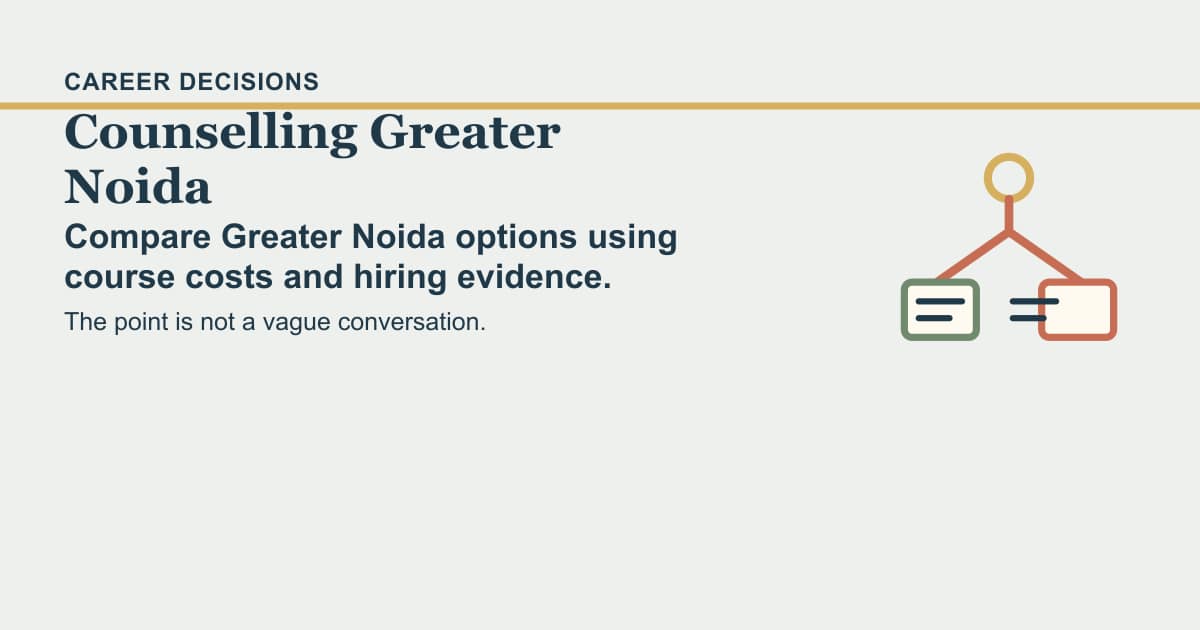 CAREER DECISIONS
Counselling Greater
Noida
Compare Greater Noida options using
course costs and hiring evidence.
The point is not a vague conversation.